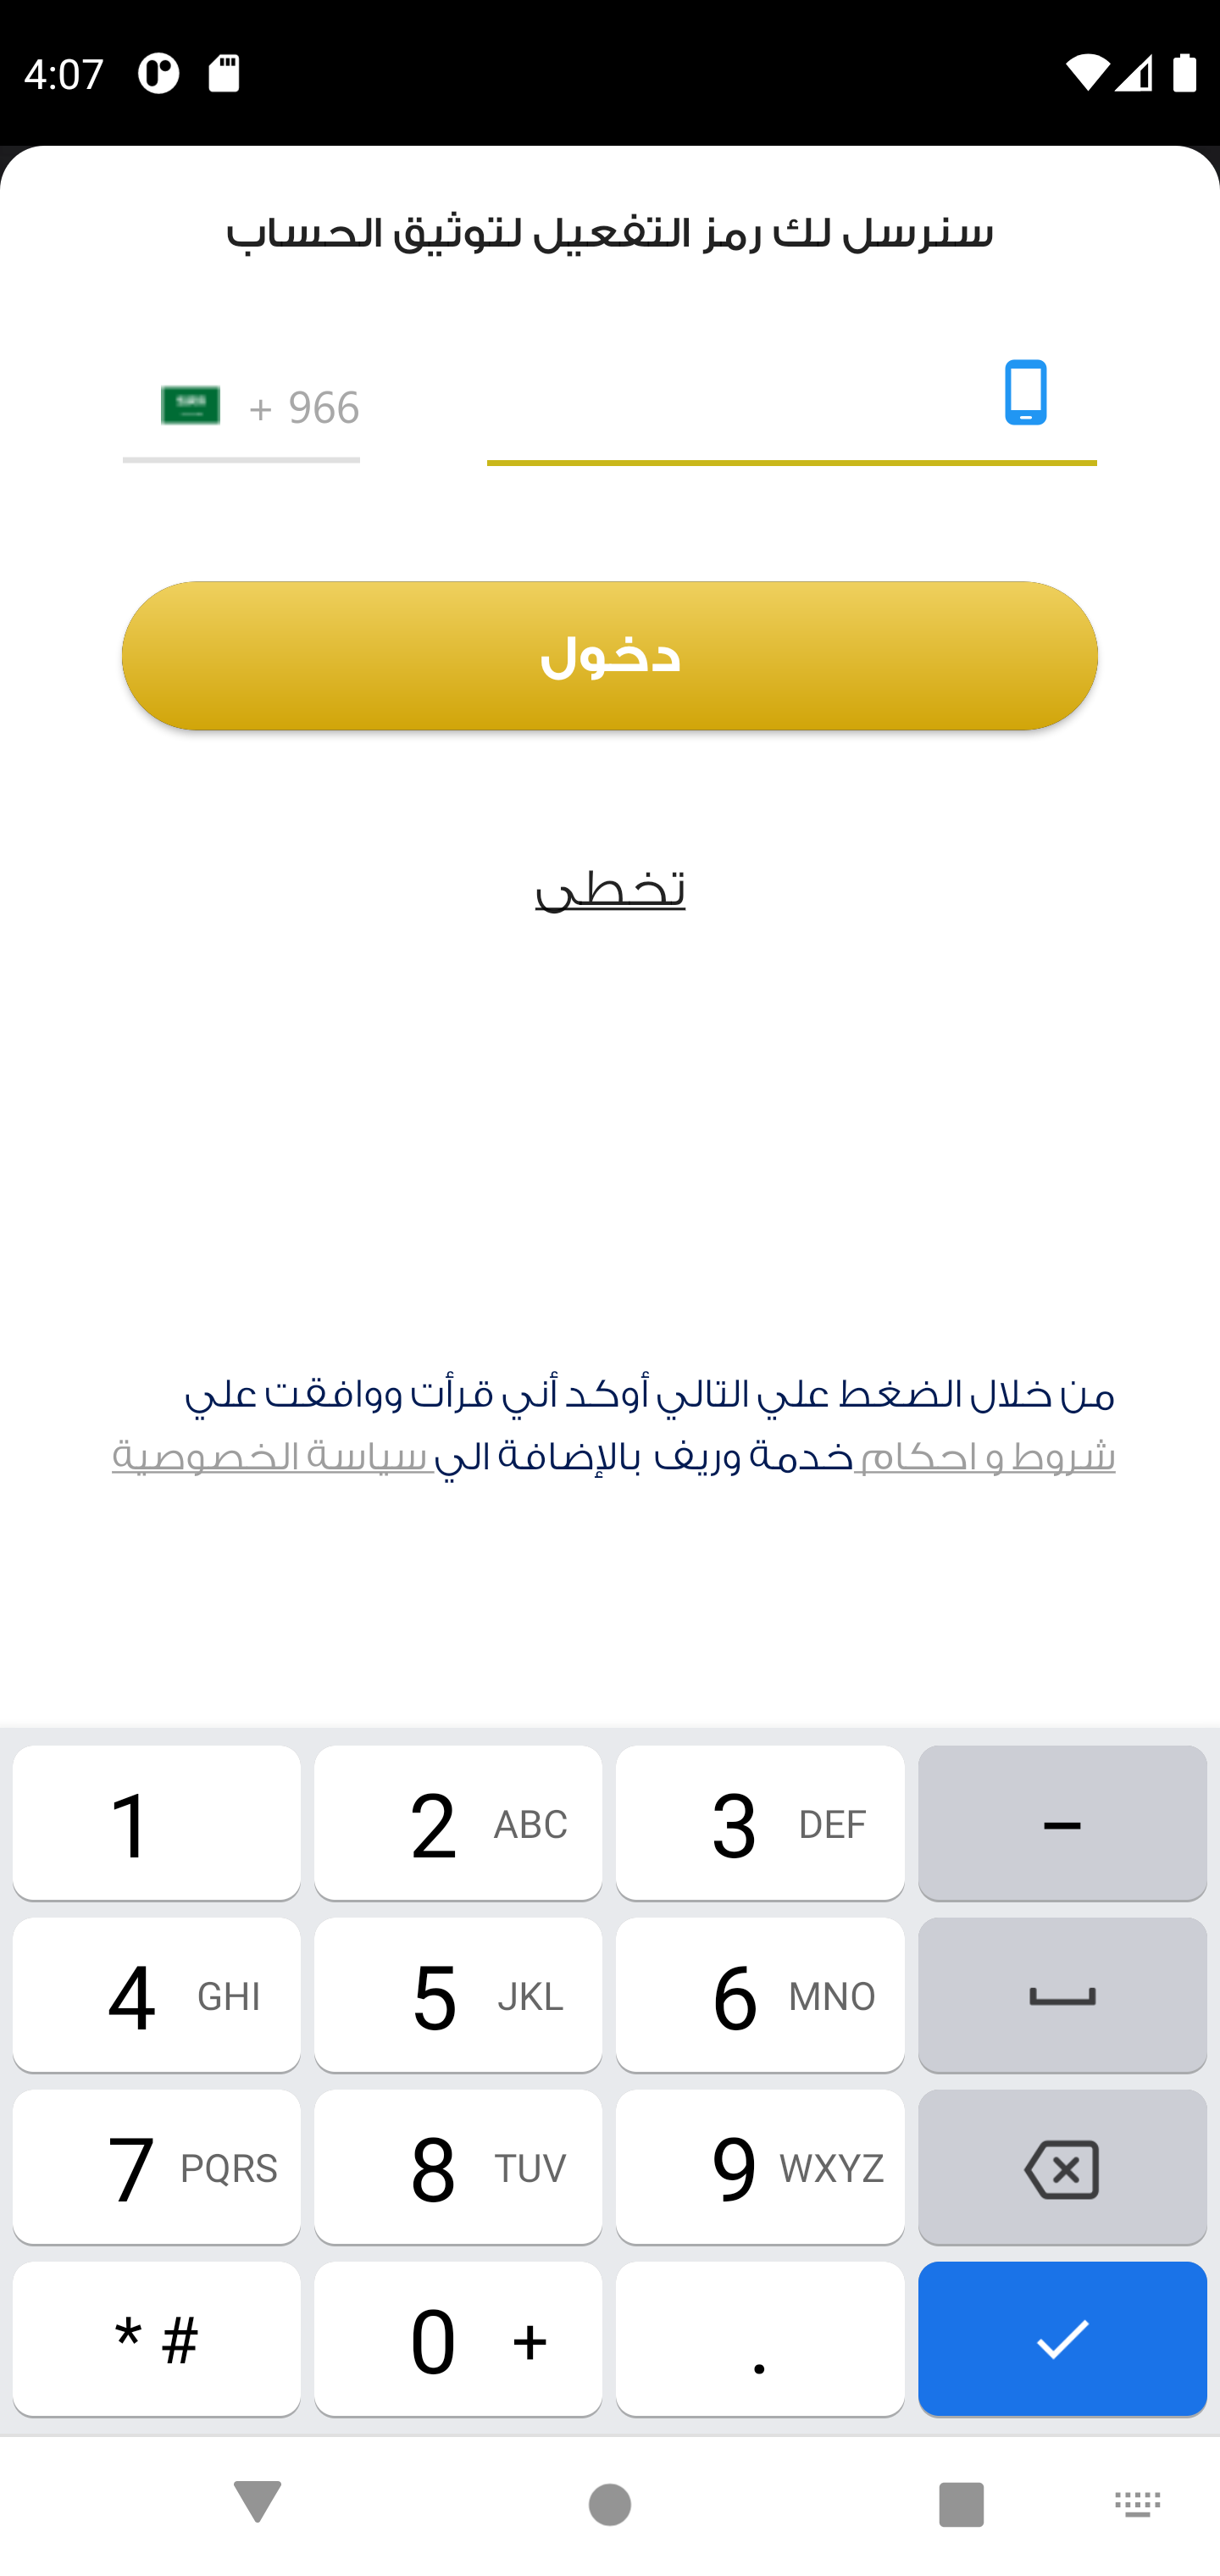 4:07
سنرسل لك رمز التفعيل لتوثيق الحساب
+ 966
دخول
تخطى
من خلال الضغط علي التالي أوكد أني قرأت ووافقت علي
شروط و احكام خدمة وريف بالإضافة الي سياسة الخصوصية
1 2 ABC 3 DEF –
4 GHI 5 JKL 6 MNO
7 PQRS 8 TUV 9 WXYZ
* # 0 + .